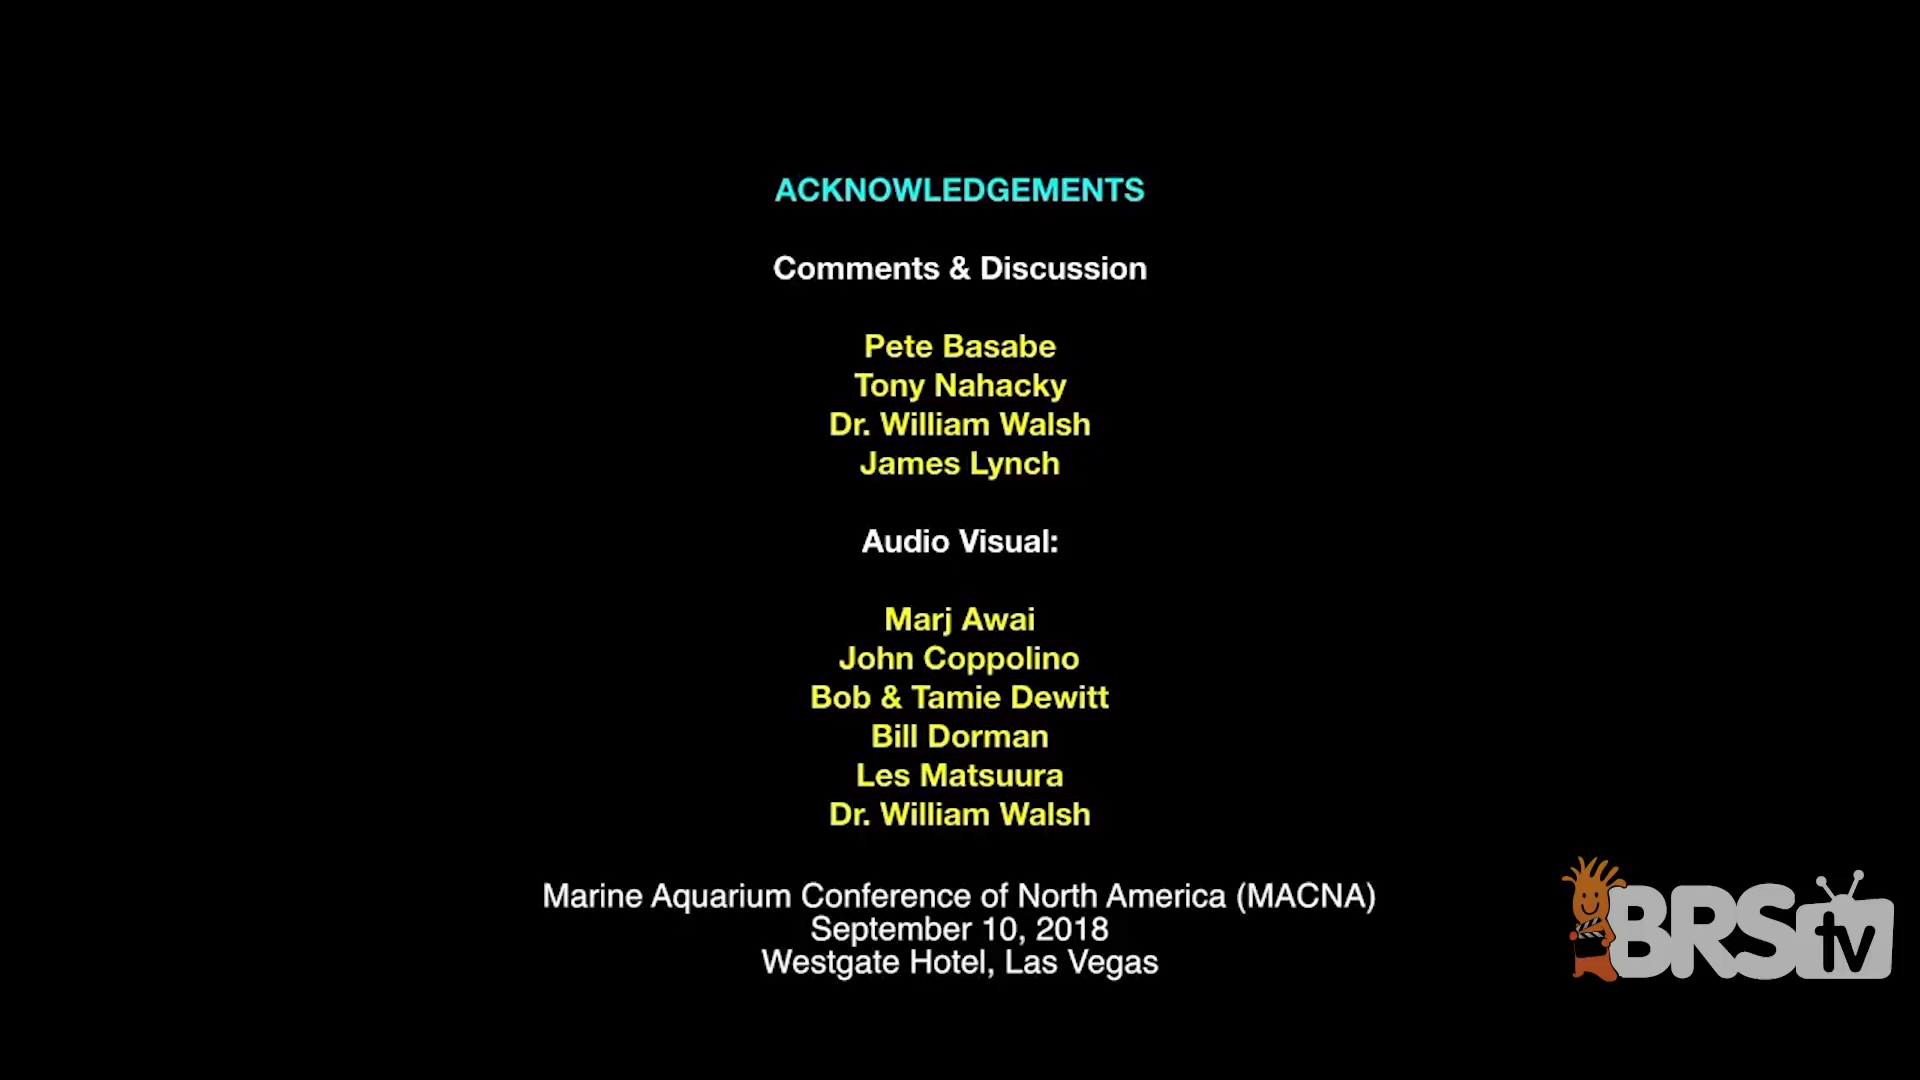 ACKNOWLEDGEMENTS
Comments & Discussion
Pete Basabe
Tony Nahacky
Dr. William Walsh
James Lynch
Audio Visual:
Marj Awai
John Coppolino
Bob & Tamie Dewitt
Bill Dorman
Les Matsuura
Dr. William Walsh
Marine Aquarium Conference of North America (MACNA)
September 10, 2018
Westgate Hotel, Las Vegas
BRS tv